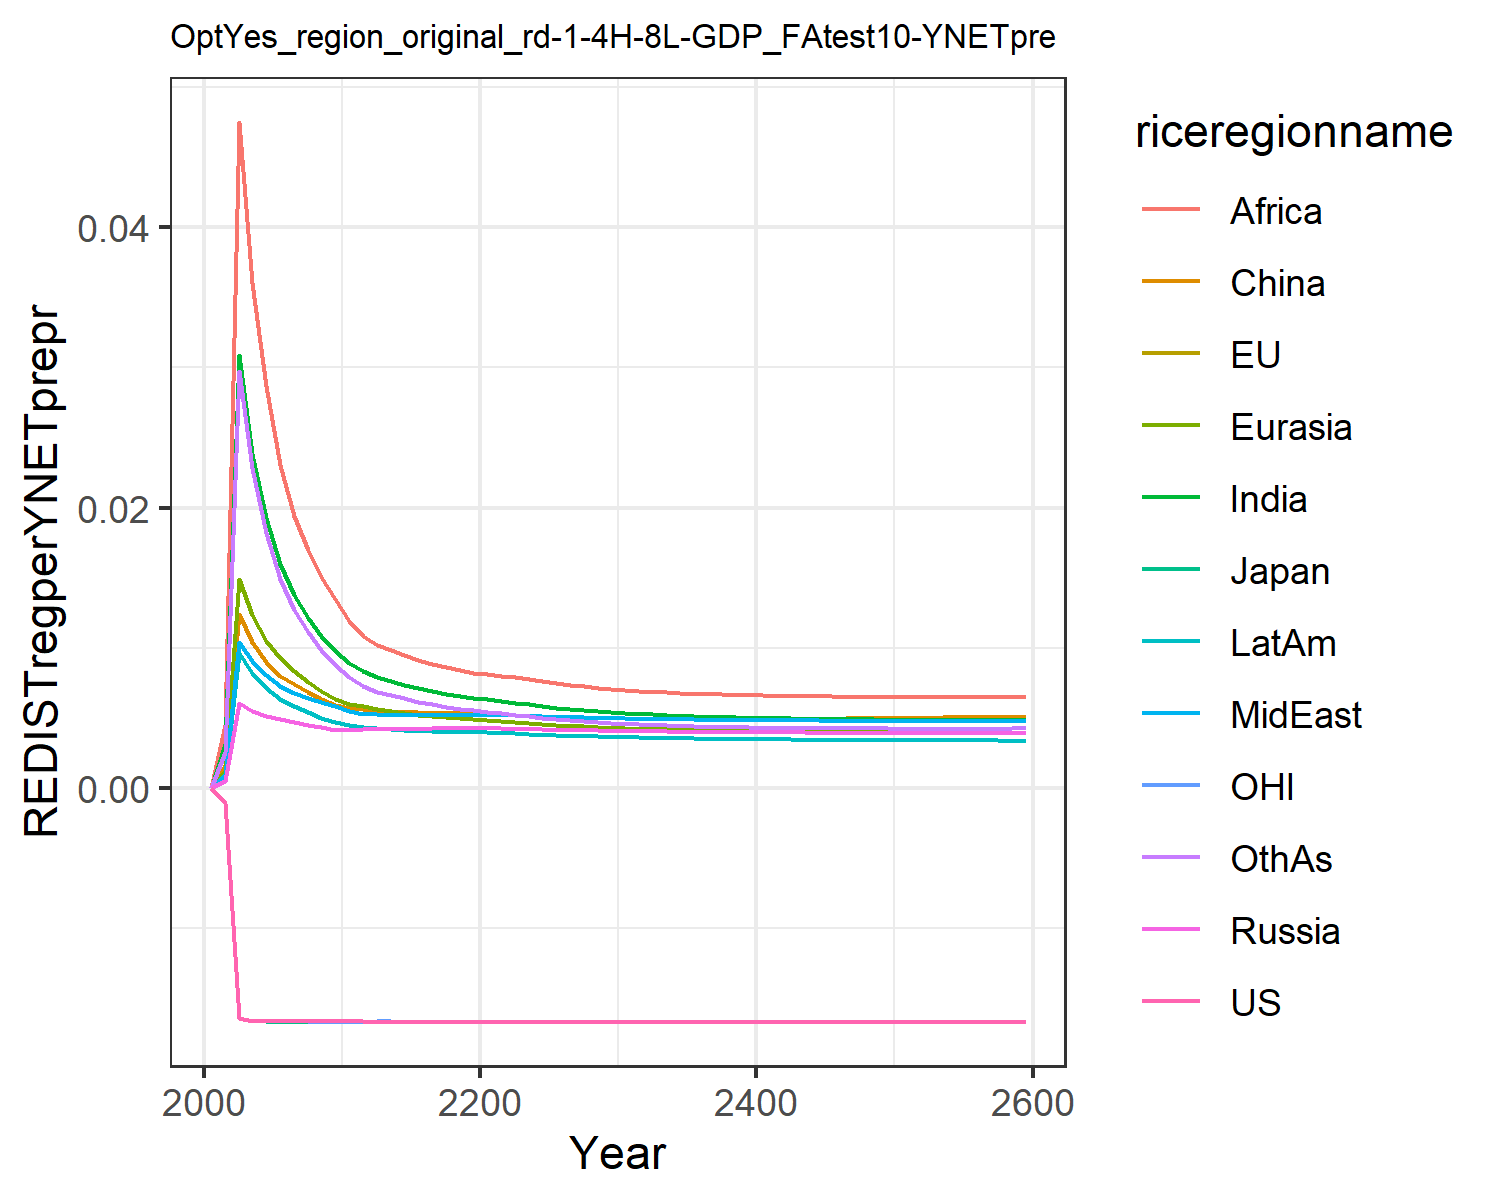 OptYes_region_original_rd-1-4H-8L-GDP_FAtest10-YNETpre
REDISTregperYNETprepr
0.04
0.02
0.00
2000
2200
2400
2600
Year
riceregionname
Africa
China
EU
Eurasia
India
Japan
LatAm
MidEast
OHI
OthAs
Russia
US